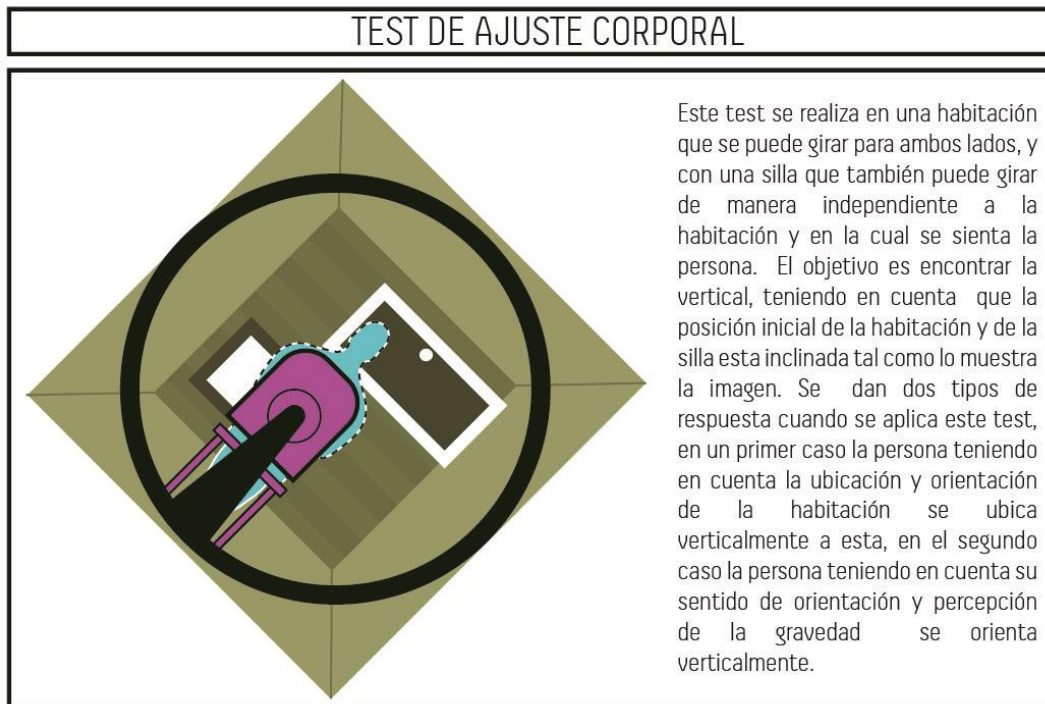 TEST DE AJUSTE CORPORAL
Este test se realiza en una habitación
que se puede girar para ambos lados, y
con una silla que también puede girar
de manera independiente a la
habitación y en la cual se sienta la
persona. El objetivo es encontrar la
vertical, teniendo en cuenta que la
posición inicial de la habitación y de la
silla esta inclinada tal como lo muestra
la imagen. Se dan dos tipos de
respuesta cuando se aplica este test,
en un primer caso la persona teniendo
en cuenta la ubicación y orientación
de la habitación se ubica
verticalmente a esta, en el segundo
caso la persona teniendo en cuenta su
sentido de orientación y percepción
de la gravedad se orienta
verticalmente.